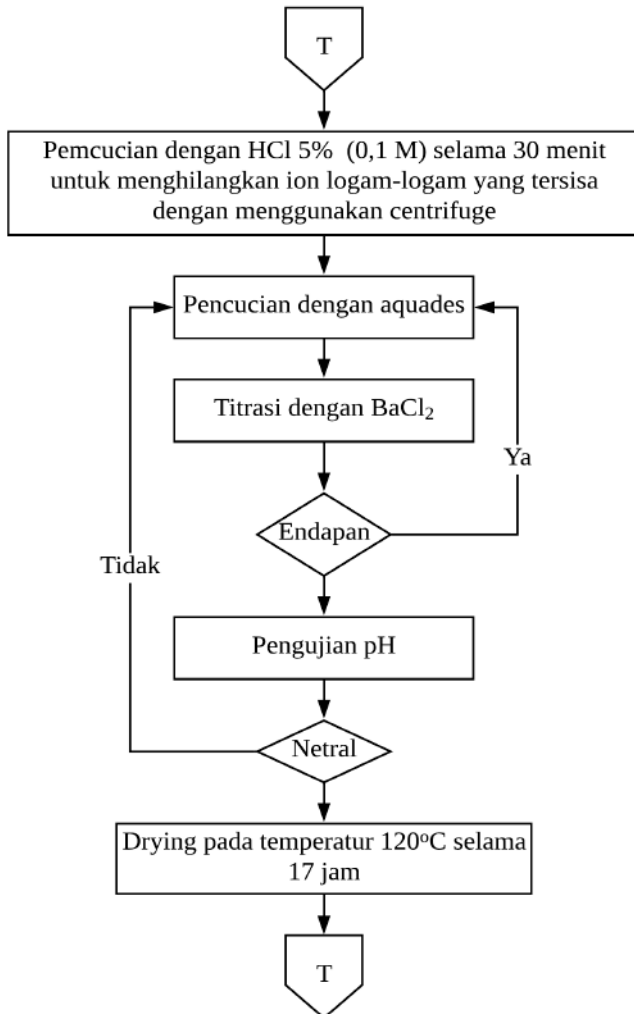 T
Pemcucian dengan HCl 5%  (0,1 M) selama 30 menit
untuk menghilangkan ion logam-logam yang tersisa
dengan menggunakan centrifuge
Pencucian dengan aquades
Titrasi dengan BaCl₂
Ya
Endapan
Tidak
Pengujian pH
Netral
Drying pada temperatur 120°C selama
17 jam
T